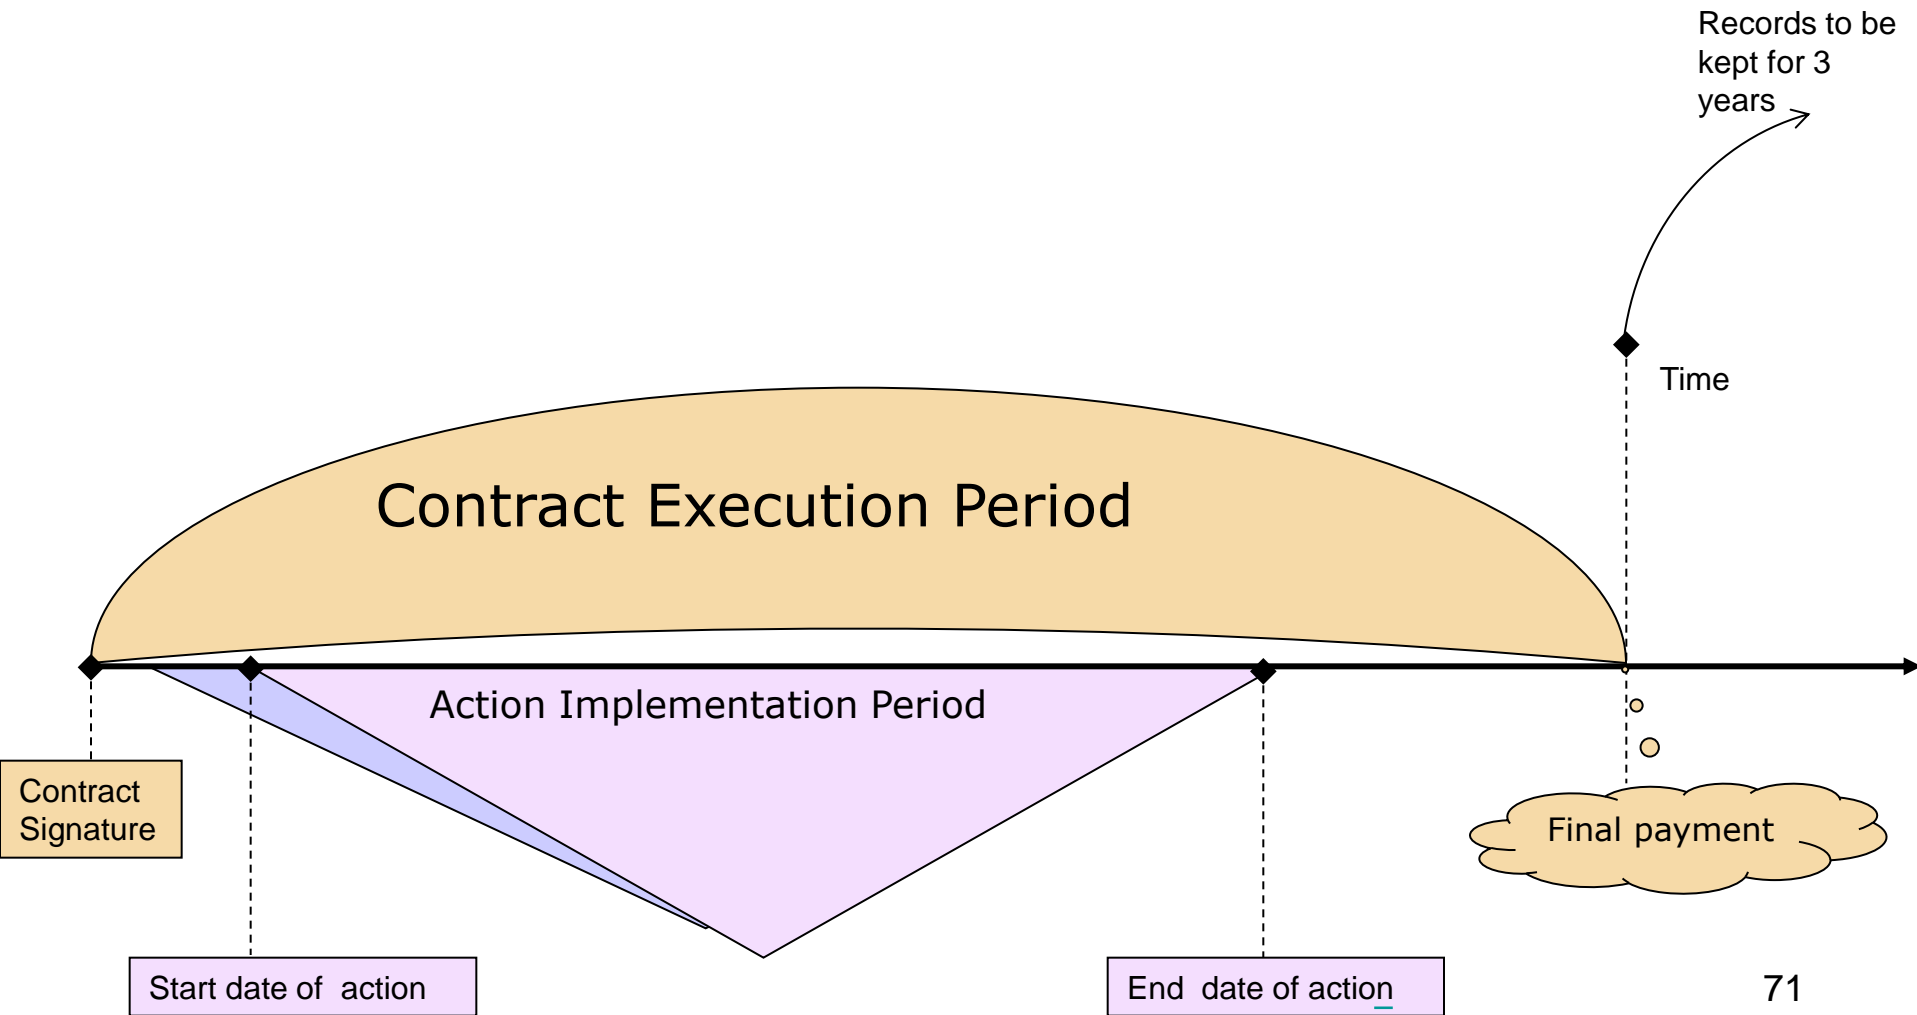 Records to be
kept for 3
years
Time
Contract Execution Period
Action Implementation Period
Contract
Signature
Final payment
Start date of  action
End  date of action
71